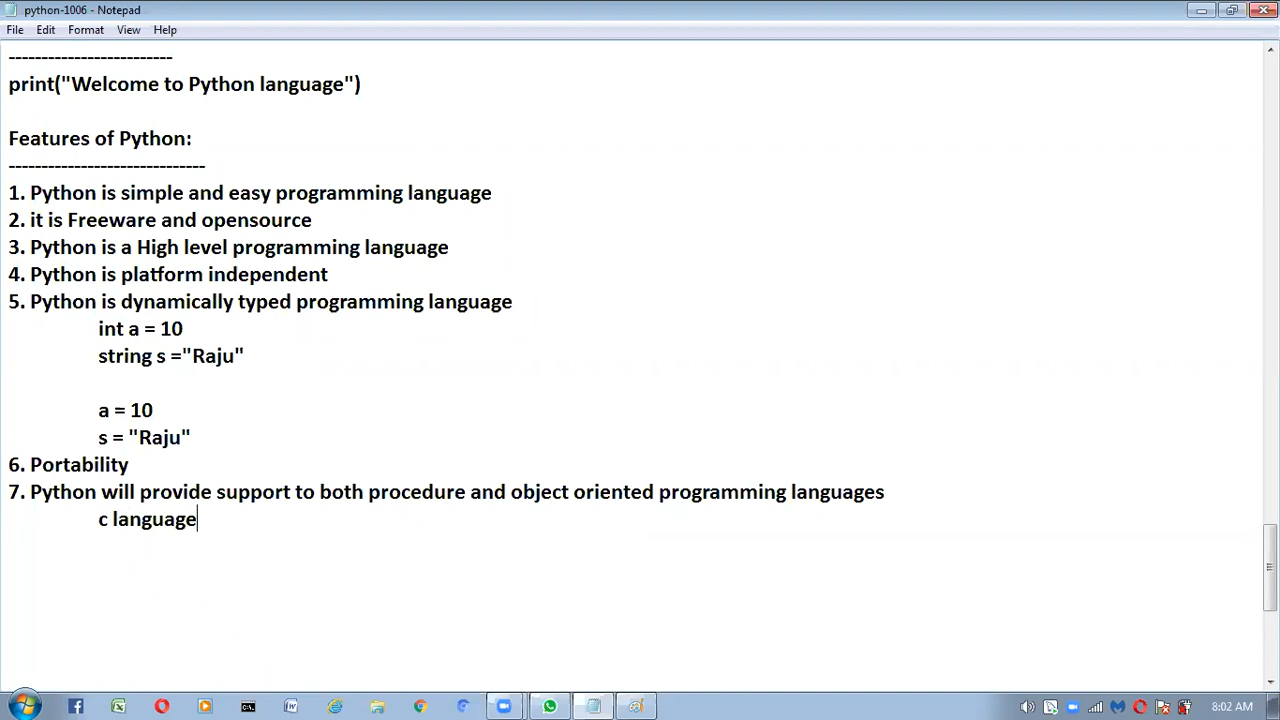 python-1006 - Notepad
File Edit Format View Help
-------------------------
print("Welcome to Python language")
Features of Python:
------------------------------
1. Python is simple and easy programming language
2. it is Freeware and opensource
3. Python is a High level programming language
4. Python is platform independent
5. Python is dynamically typed programming language
int a = 10
string s ="Raju"
a = 10
s = "Raju"
6. Portability
7. Python will provide support to both procedure and object oriented programming languages
c language
8:02 AM